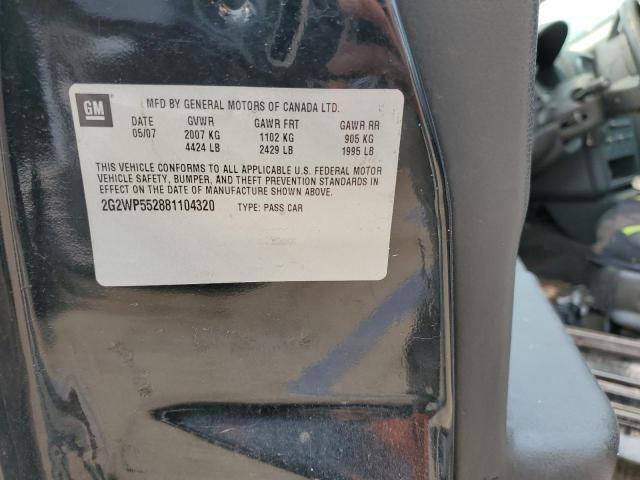 GM
MFD BY GENERAL MOTORS OF CANADA LTD.
DATE GVWR GAWR FRT GAWR RR
05/07 2007 KG 1102 KG 905 KG
4424 LB 2429 LB 1995 LB
THIS VEHICLE CONFORMS TO ALL APPLICABLE U.S. FEDERAL MOTOR
VEHICLE SAFETY, BUMPER, AND THEFT PREVENTION STANDARDS IN
EFFECT ON THE DATE OF MANUFACTURE SHOWN ABOVE.
2G2WP552881104320 TYPE: PASS CAR